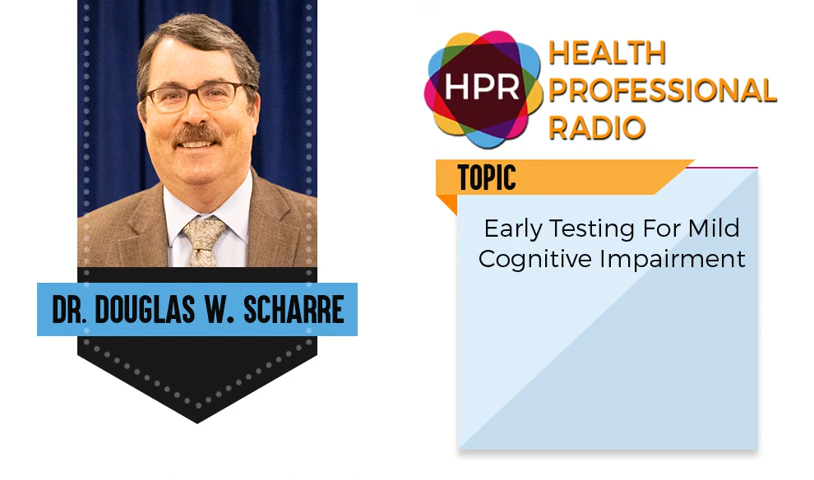 DR. DOUGLAS W. SCHARRE
HPR
HEALTH
PROFESSIONAL
RADIO
TOPIC
Early Testing For Mild
Cognitive Impairment